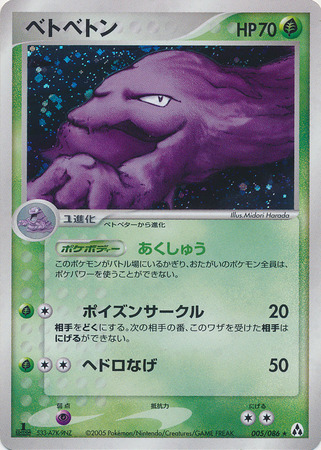 ベトベトン HP70
Illus.Midori Harada
1進化
ベトベターから進化
ポケボディー あくしゅう
このポケモンがバトル場にいるかぎり、おたがいのポケモン全員は、
ポケパワーを使うことができない。
ポイズンサークル 20
相手をどくにする。次の相手の番、このワザを受けた相手は
にげるができない。
ヘドロなげ 50
弱点 抵抗力 にげる
1
EDITION
533-A7K-9NZ ©2005 Pokémon/Nintendo/Creatures/GAME FREAK 005/086 ★